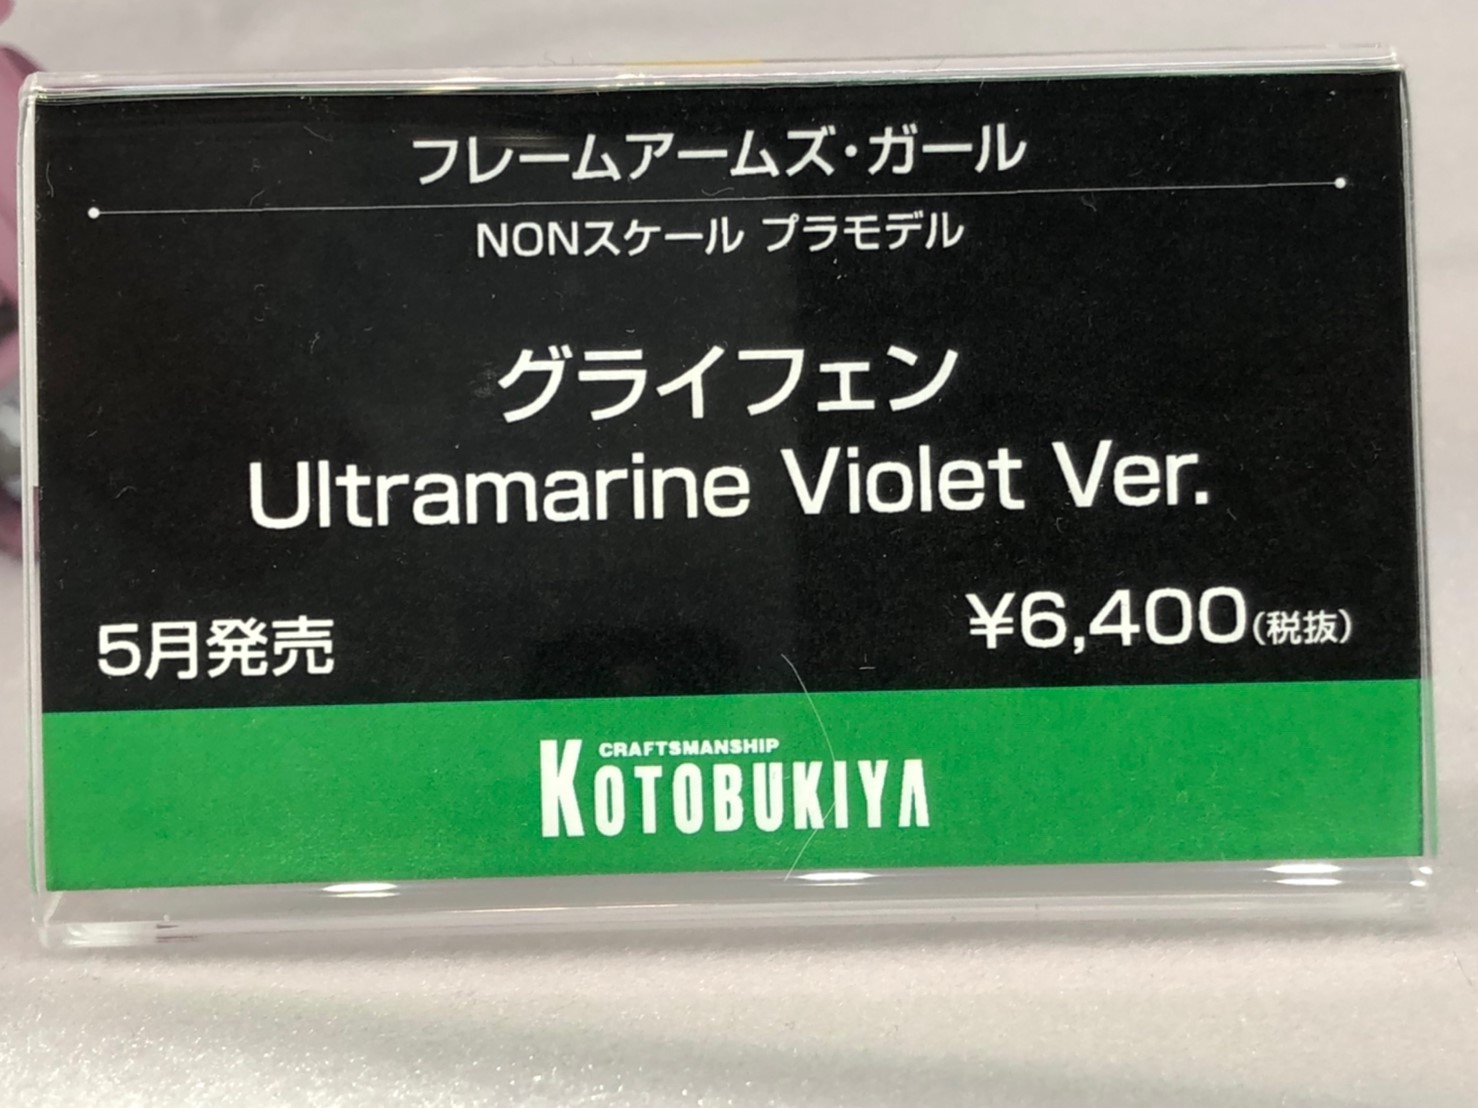 フレームアームズ・ガール
NONスケール プラモデル
グライフェン
Ultramarine Violet Ver.
5月発売
¥6,400(税抜)
CRAFTSMANSHIP
KOTOBUKIYA